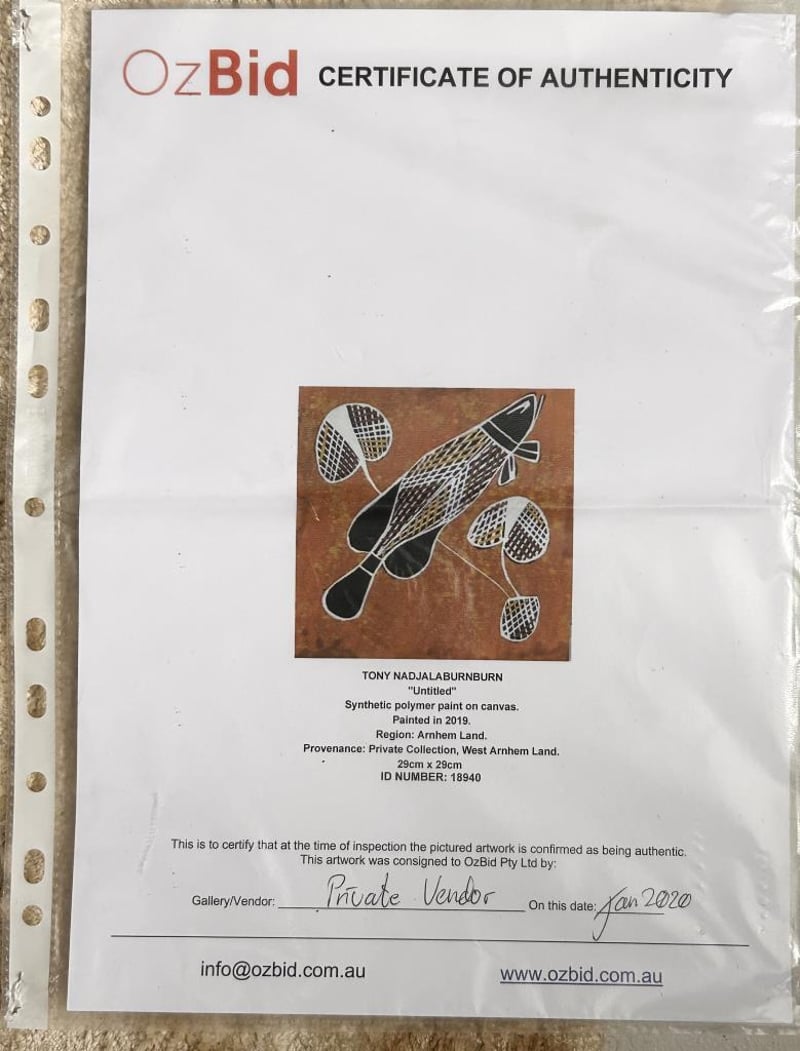 OzBid CERTIFICATE OF AUTHENTICITY
TONY NADJALABURNBURN
"Untitled"
Synthetic polymer paint on canvas.
Painted in 2019.
Region: Arnhem Land.
Provenance: Private Collection, West Arnhem Land.
29cm x 29cm
ID NUMBER: 18940
This is to certify that at the time of inspection the pictured artwork is confirmed as being authentic.
This artwork was consigned to OzBid Pty Ltd by:
Gallery/Vendor: Private Vendor On this date: Jan 2020
info@ozbid.com.au www.ozbid.com.au